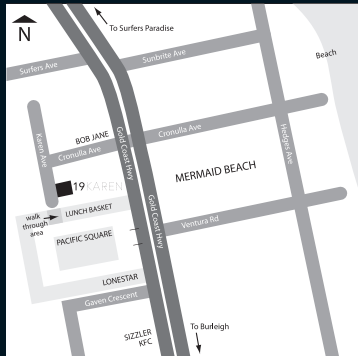 To Surfers Paradise
N
Surfers Ave
Sunbrite Ave
Beach
Karen Ave
BOB JANE
Cronulla Ave
Gold Coast Hwy
Cronulla Ave
Hedges Ave
19 KAREN
MERMAID BEACH
walk
through
area
LUNCH BASKET
Gold Coast Hwy
PACIFIC SQUARE
Ventura Rd
LONESTAR
Gaven Crescent
SIZZLER
KFC
To Burleigh